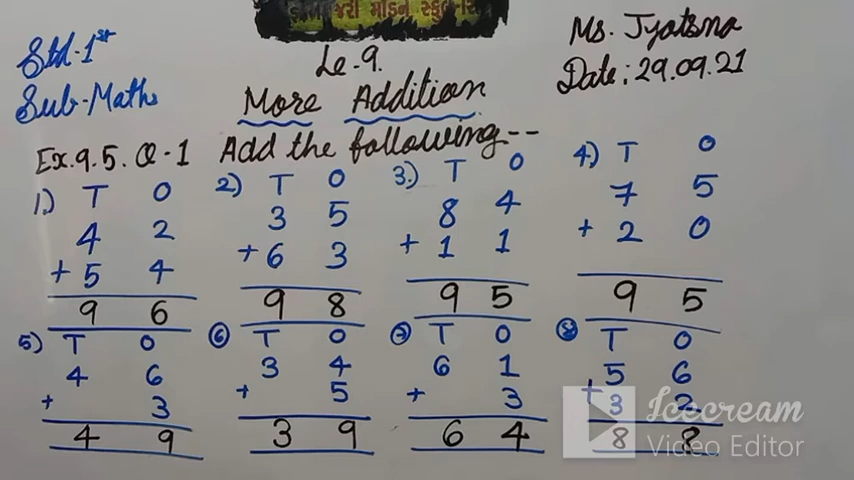 જરી મોડર્ન સ્કૂલ
Std-1st
Sub-Maths
Le-9.
More Addition
Ms. Jyotsna
Date: 29.09.21
Ex.9.5. Q-1 Add the following--
1.) T O
4 2
+ 5 4
9 6
2) T O
3 5
+ 6 3
9 8
3.) T O
8 4
+ 1 1
9 5
4.) T O
7 5
+ 2 0
9 5
5) T O
4 6
+ 3
4 9
6 T O
3 4
+ 5
3 9
7 T O
6 1
+ 3
6 4
8 T O
5 6
+ 3 2
8 8
Icecream
Video Editor